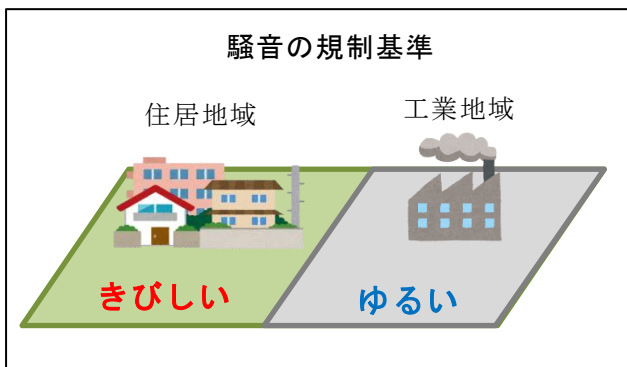 騒音の規制基準
住居地域
工業地域
きびしい
ゆるい